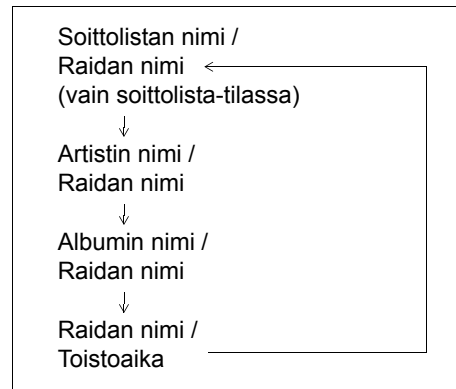 Soittolistan nimi /
Raidan nimi
(vain soittolista-tilassa)
Artistin nimi /
Raidan nimi
Albumin nimi /
Raidan nimi
Raidan nimi /
Toistoaika